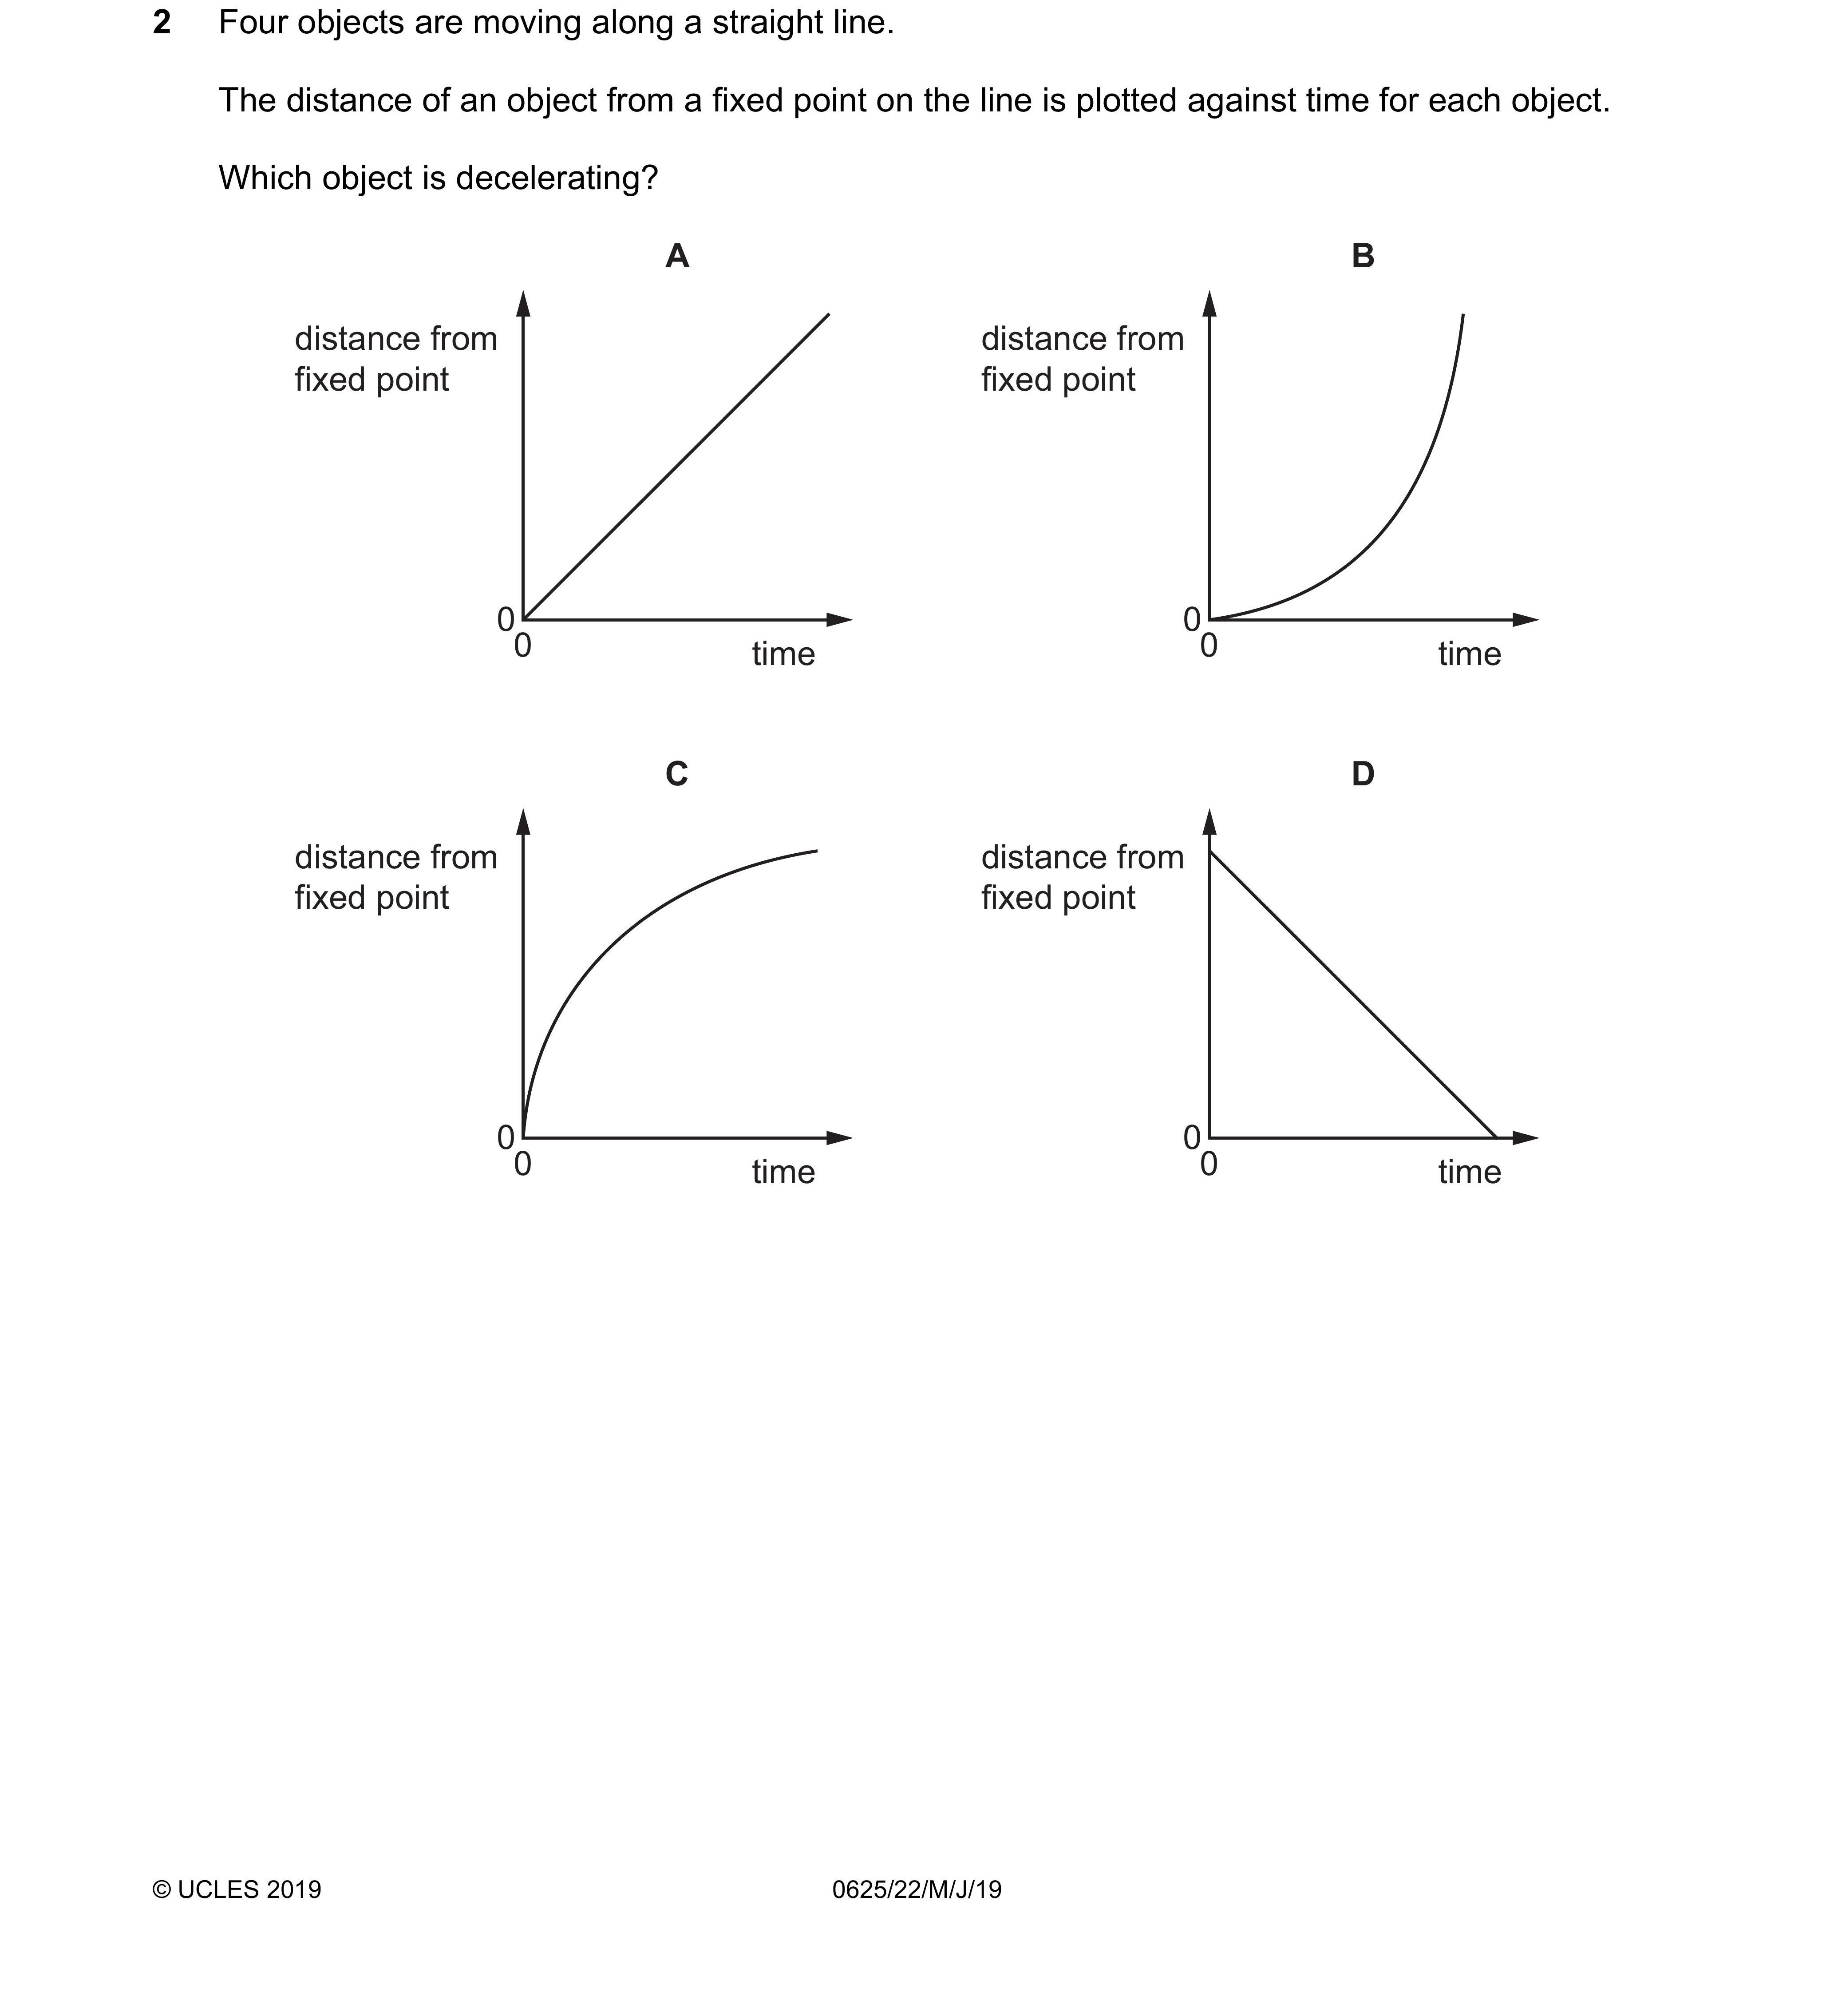 2 Four objects are moving along a straight line.
The distance of an object from a fixed point on the line is plotted against time for each object.
Which object is decelerating?
A
distance from
fixed point
0
0
time
B
distance from
fixed point
0
0
time
C
distance from
fixed point
0
0
time
D
distance from
fixed point
0
0
time
© UCLES 2019
0625/22/M/J/19